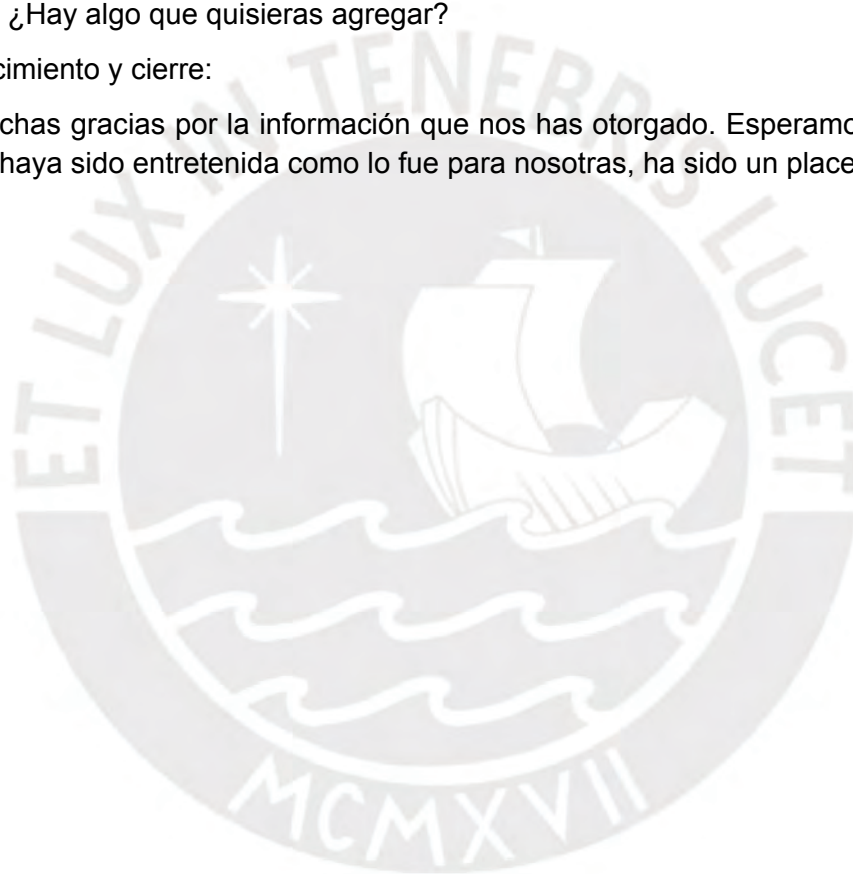 ¿Hay algo que quisieras agregar?
cimiento y cierre:
chas gracias por la información que nos has otorgado. Esperamo
haya sido entretenida como lo fue para nosotras, ha sido un place
ET LUX IN TENEBRIS LUCET
MCMXVII